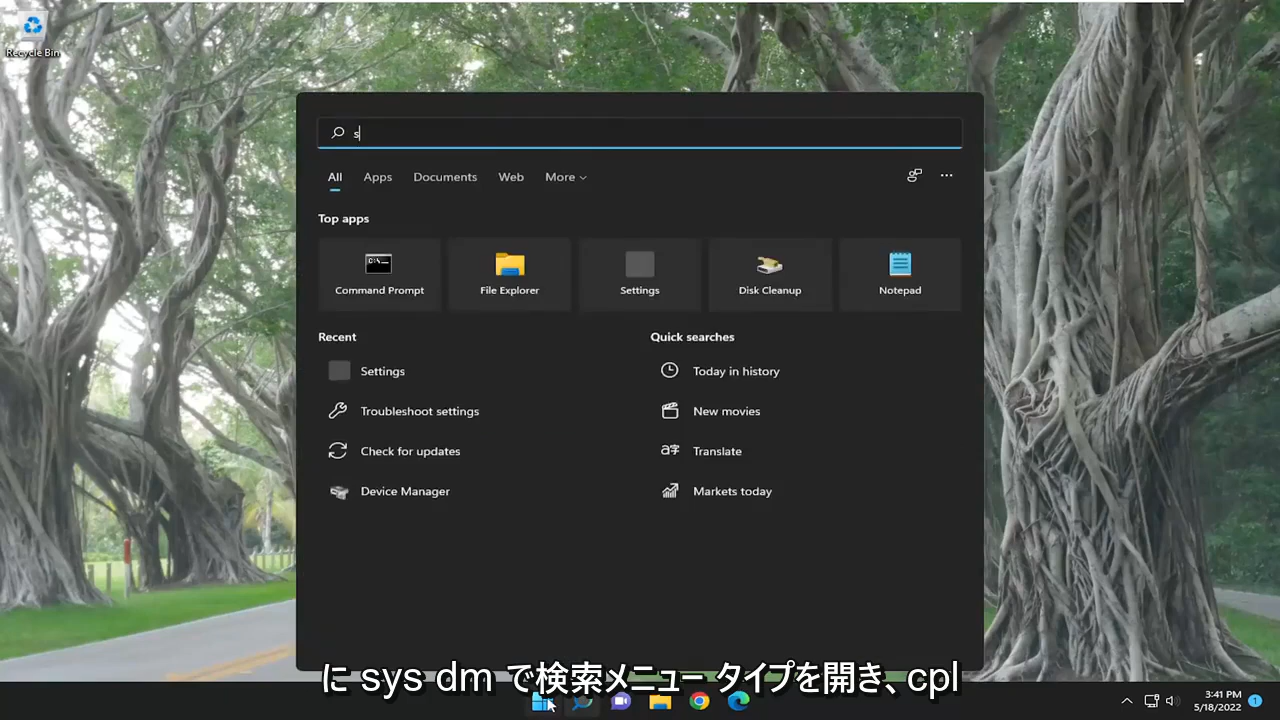 Recycle Bin
s
All Apps Documents Web More
Top apps
Command Prompt File Explorer Settings Disk Cleanup Notepad
Recent Quick searches
Settings Today in history
Troubleshoot settings New movies
Check for updates Translate
Device Manager Markets today
に sys dm で検索メニュー タイプを開き、cpl
3:41 PM
5/18/2022
1